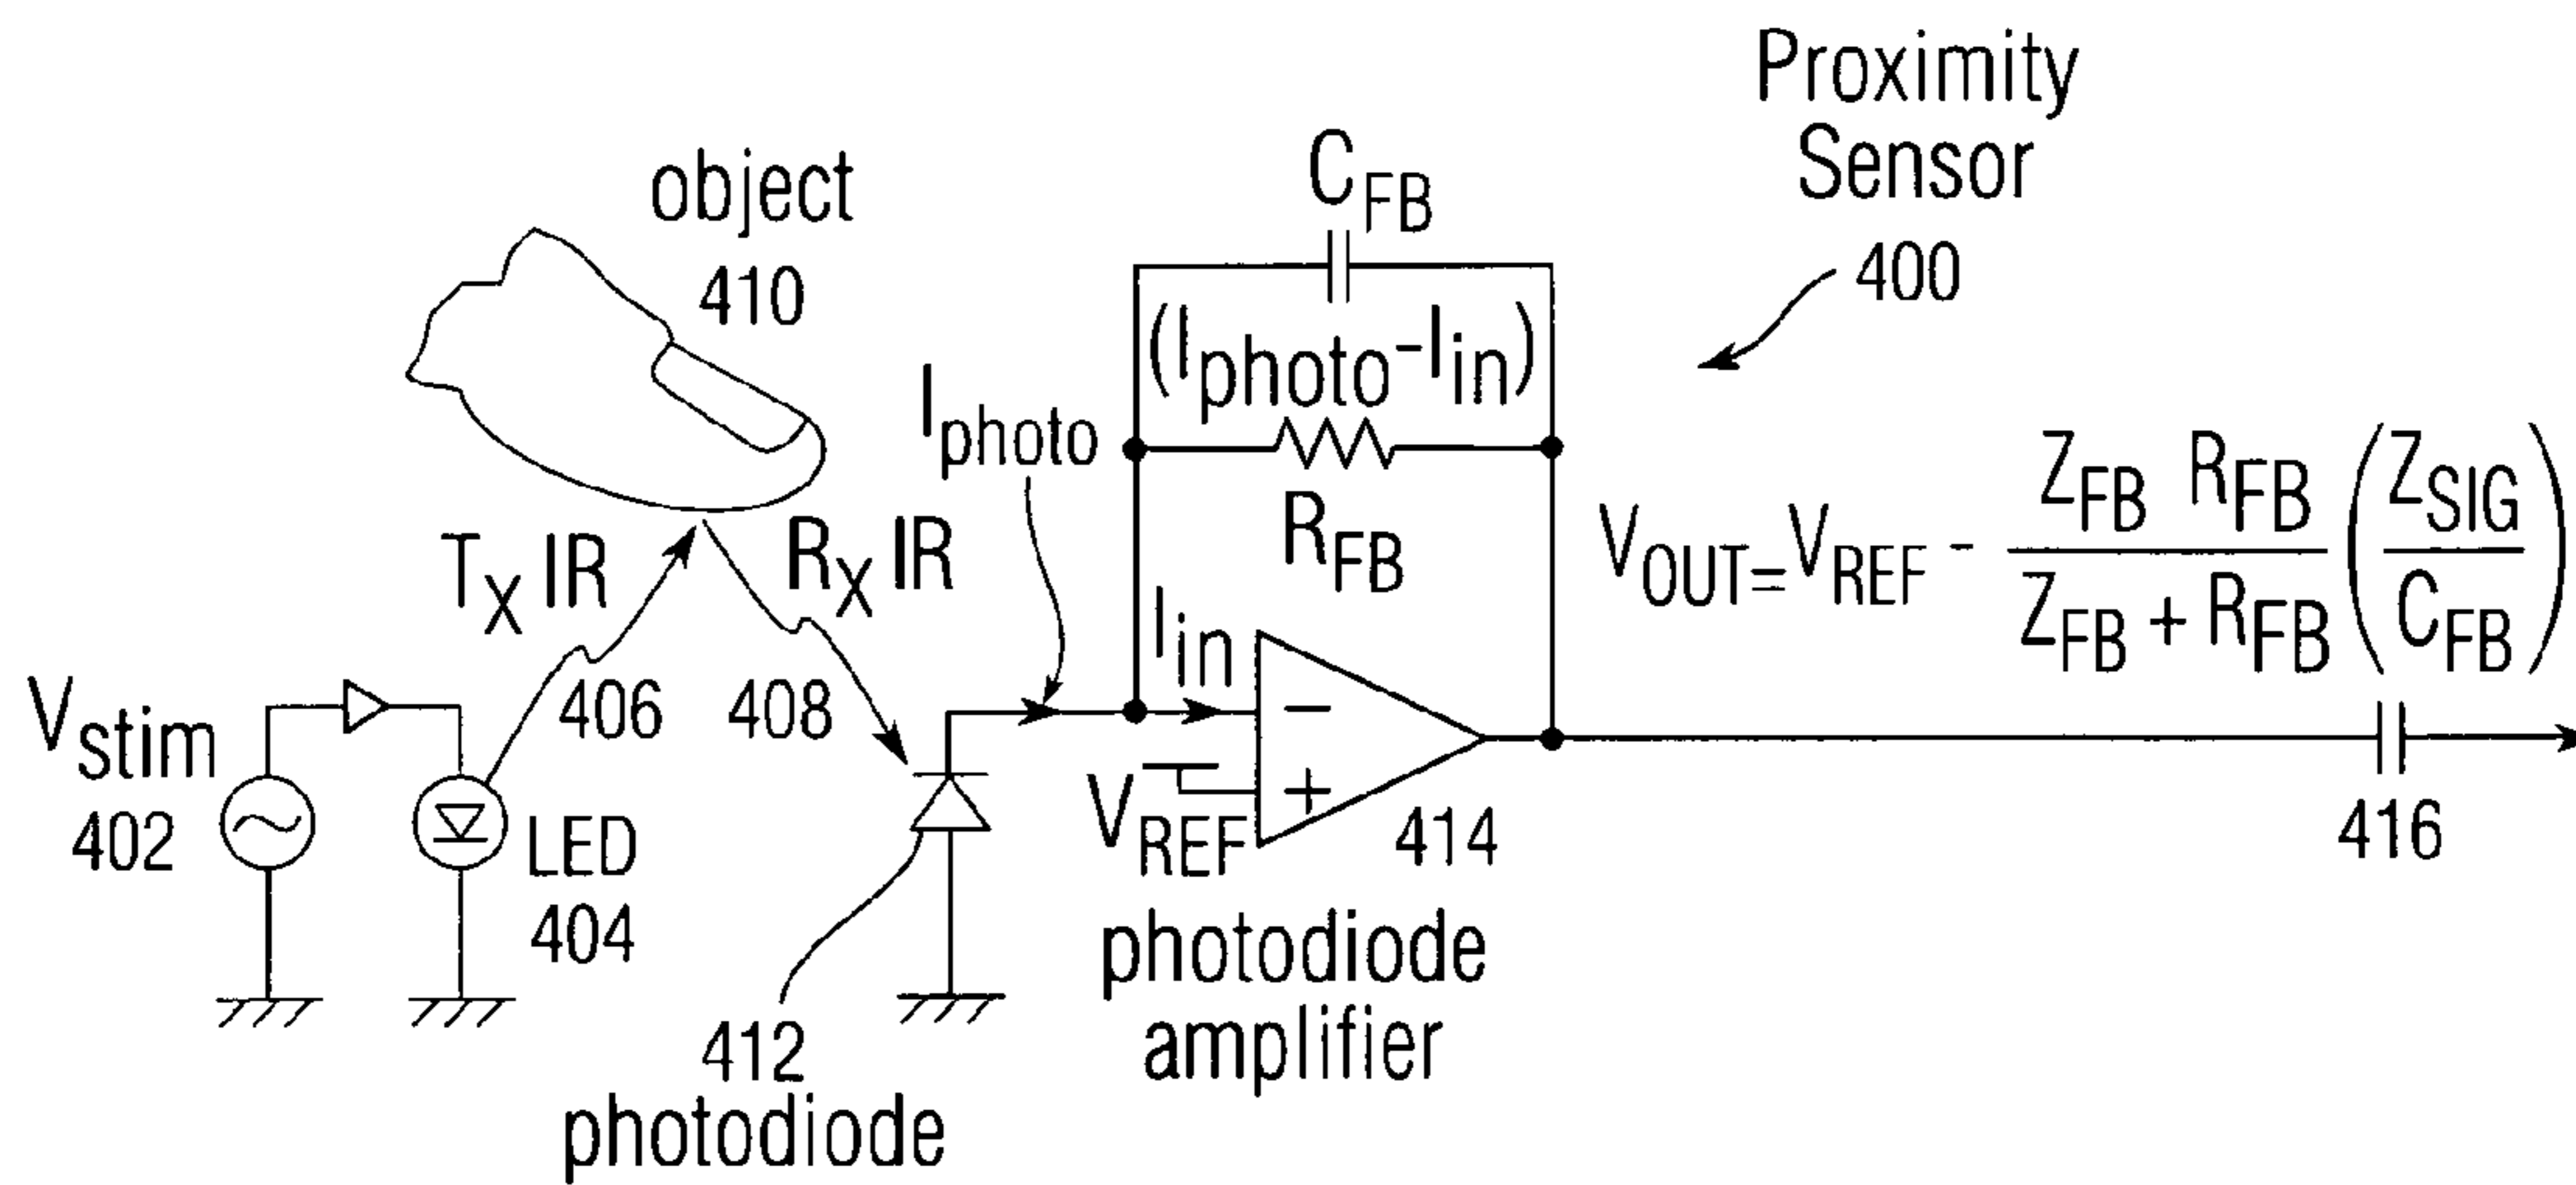 Proximity
Sensor
400
object
410
C_FB
(I_photo-I_in)
R_FB
I_photo
T_X IR
406
R_X IR
408
I_in
V_OUT=V_REF - Z_FB R_FB / Z_FB + R_FB (Z_SIG / C_FB)
V_stim
402
LED
404
−
+
V_REF
414
416
photodiode
amplifier
412
photodiode